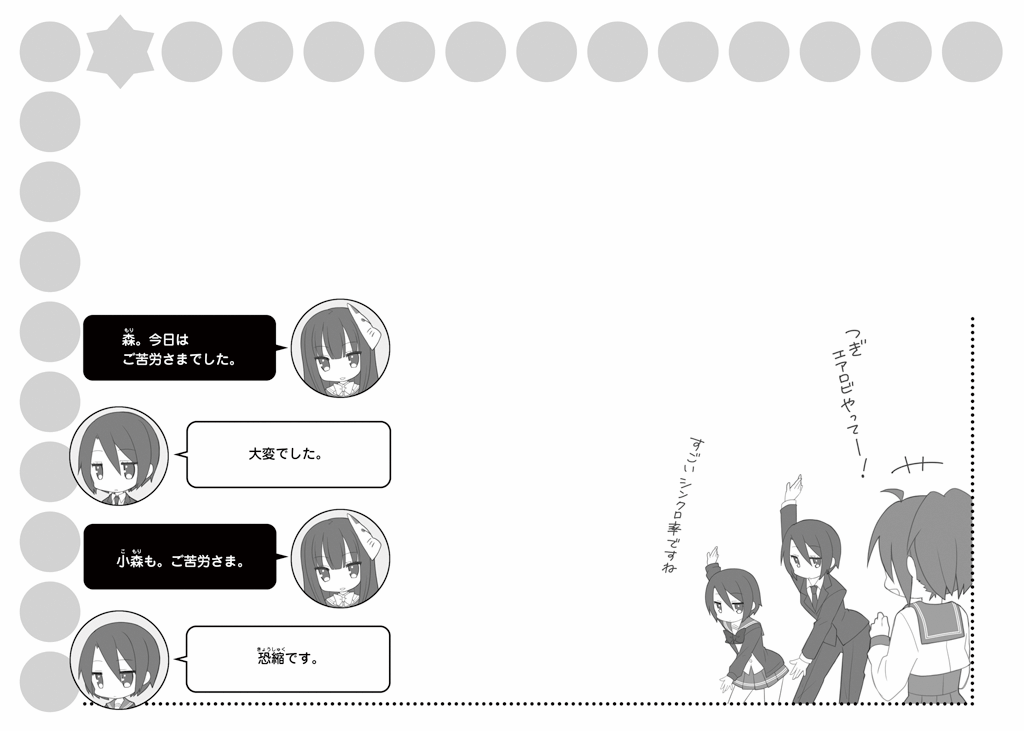 森。今日は
ご苦労さまでした。
大変でした。
小森も。ご苦労さま。
恐縮です。
つぎ
エアロビやってー！
すごいシンクロ率ですね